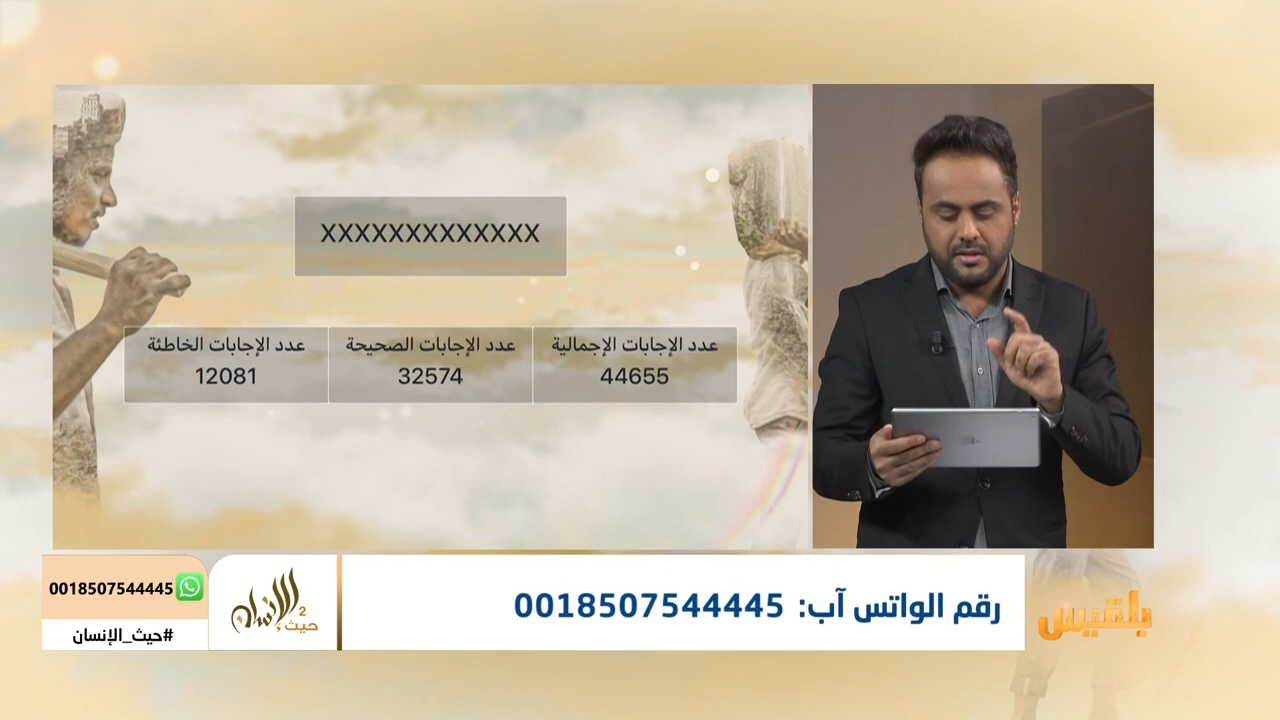 XXXXXXXXXXXXX
عدد الإجابات الإجمالية
44655
عدد الإجابات الصحيحة
32574
عدد الإجابات الخاطئة
12081
رقم الواتس آب: 0018507544445
حيث الإنسان 2
0018507544445
#حيث_الإنسان
بلقيس